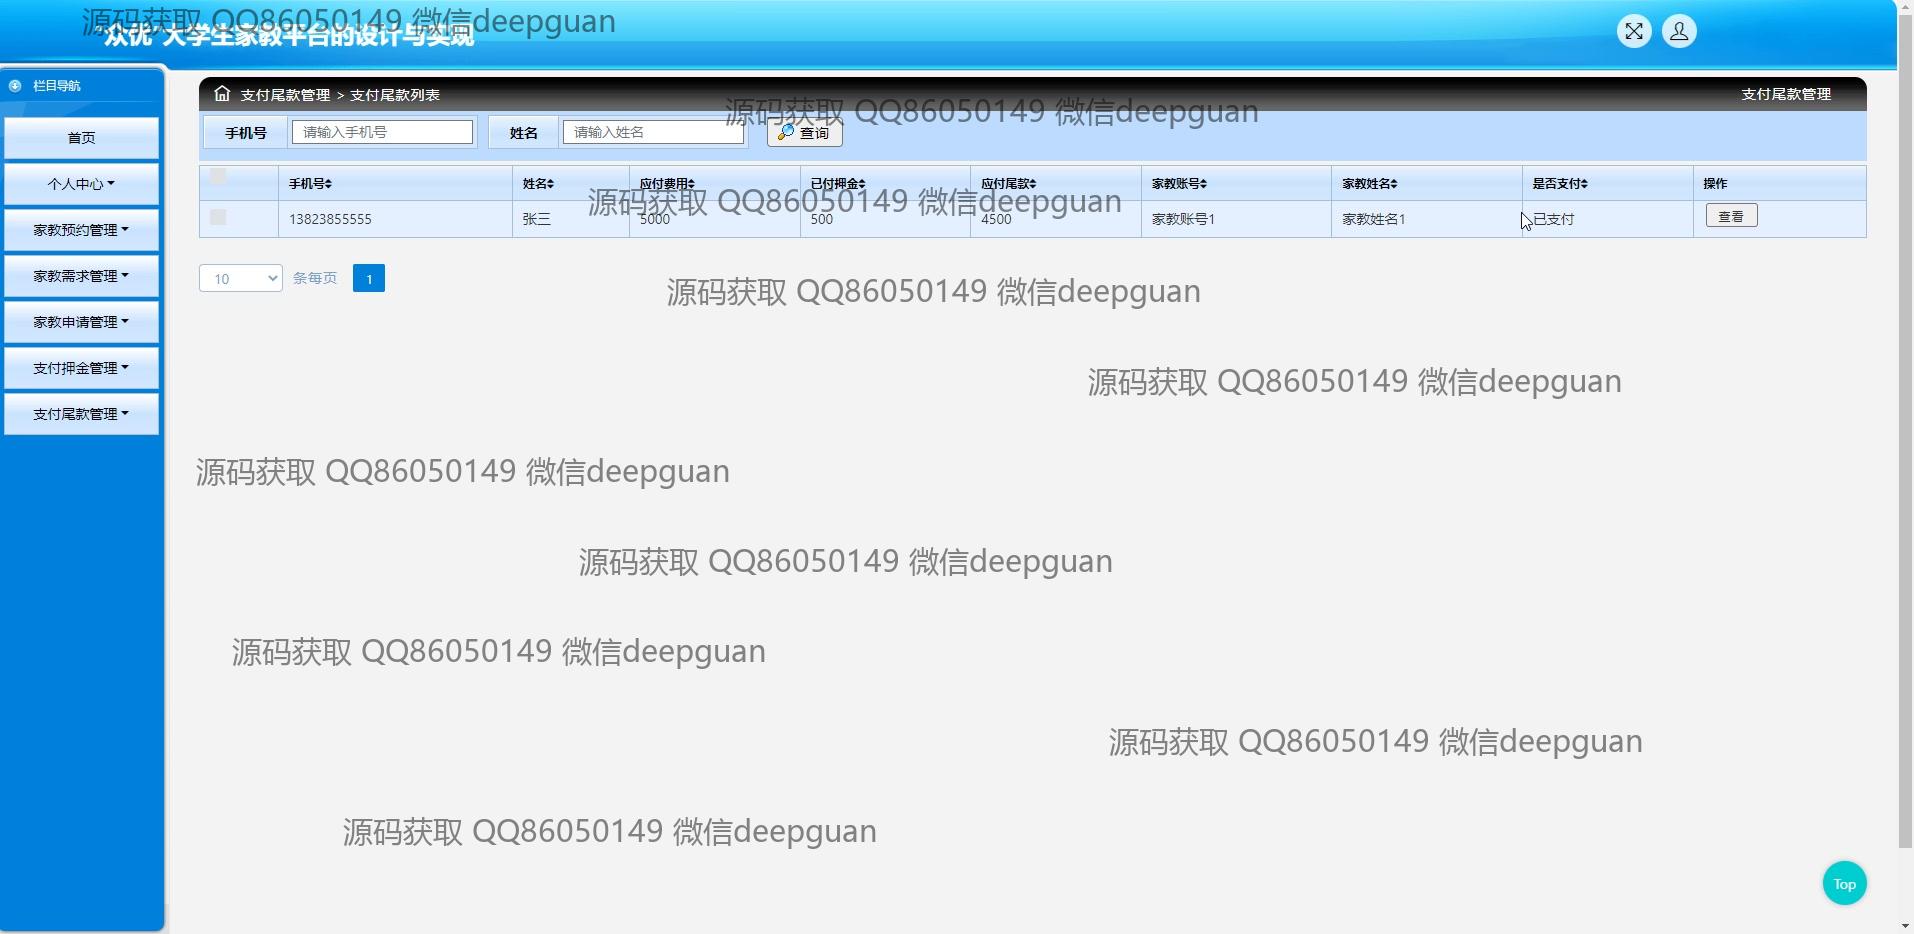 源码获取 QQ86050149 微信deepguan
"众优"大学生家教平台的设计与实现
栏目导航
首页
个人中心
家教预约管理
家教需求管理
家教申请管理
支付押金管理
支付尾款管理
支付尾款管理 > 支付尾款列表
支付尾款管理
源码获取 QQ86050149 微信deepguan
手机号 请输入手机号 姓名 请输入姓名 查询
手机号 姓名 应付费用 已付押金 应付尾款 家教账号 家教姓名 是否支付 操作
源码获取 QQ86050149 微信deepguan
13823855555 张三 5000 500 4500 家教账号1 家教姓名1 已支付 查看
10 条每页 1
源码获取 QQ86050149 微信deepguan
源码获取 QQ86050149 微信deepguan
源码获取 QQ86050149 微信deepguan
源码获取 QQ86050149 微信deepguan
源码获取 QQ86050149 微信deepguan
源码获取 QQ86050149 微信deepguan
源码获取 QQ86050149 微信deepguan
Top